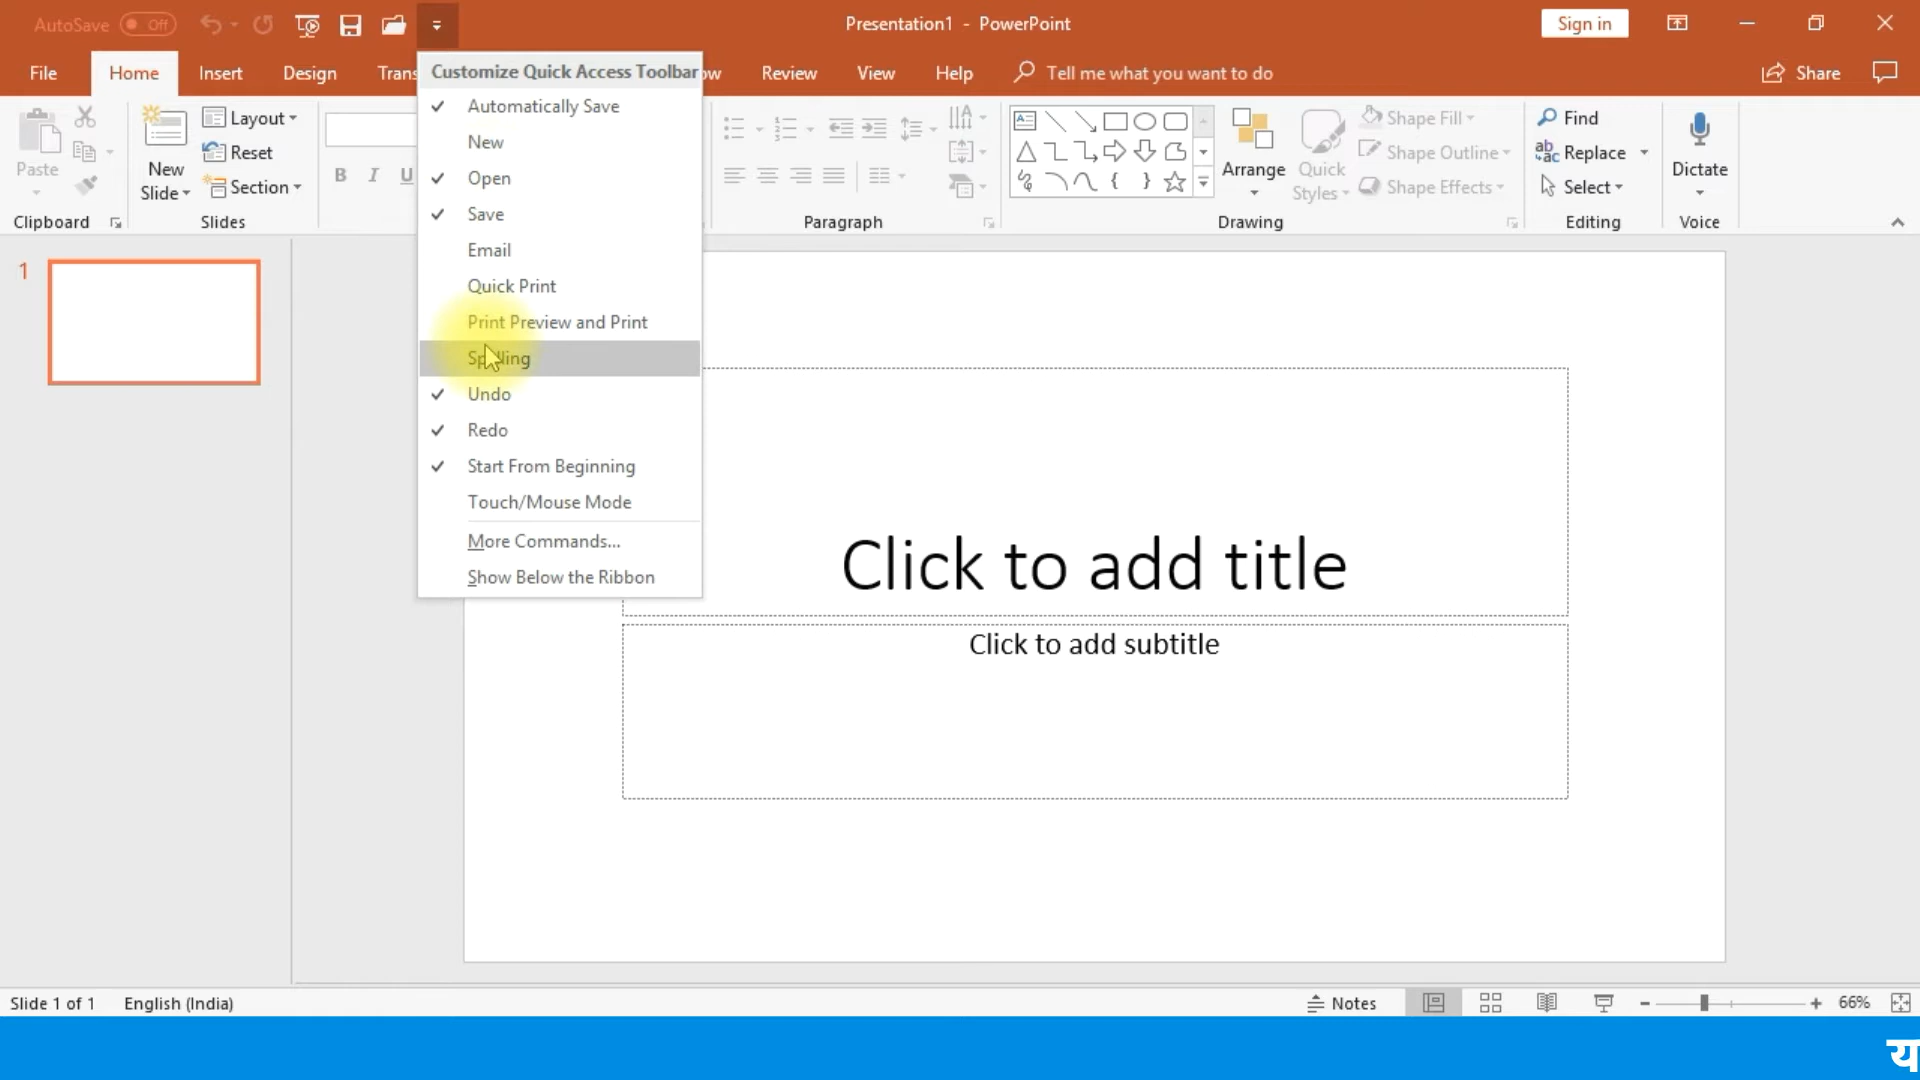 AutoSave Off
Presentation1 - PowerPoint
Sign in
File Home Insert Design Trans
Review View Help Tell me what you want to do
Share
Customize Quick Access Toolbar
Automatically Save
New
Open
Save
Email
Quick Print
Print Preview and Print
Spelling
Undo
Redo
Start From Beginning
Touch/Mouse Mode
More Commands...
Show Below the Ribbon
Paste
Clipboard
New
Slide
Layout
Reset
Section
Slides
B I U
Paragraph
Arrange
Quick
Styles
Shape Fill
Shape Outline
Shape Effects
Drawing
Find
Replace
Select
Editing
Dictate
Voice
1
Click to add title
Click to add subtitle
Slide 1 of 1 English (India)
Notes
66%
य